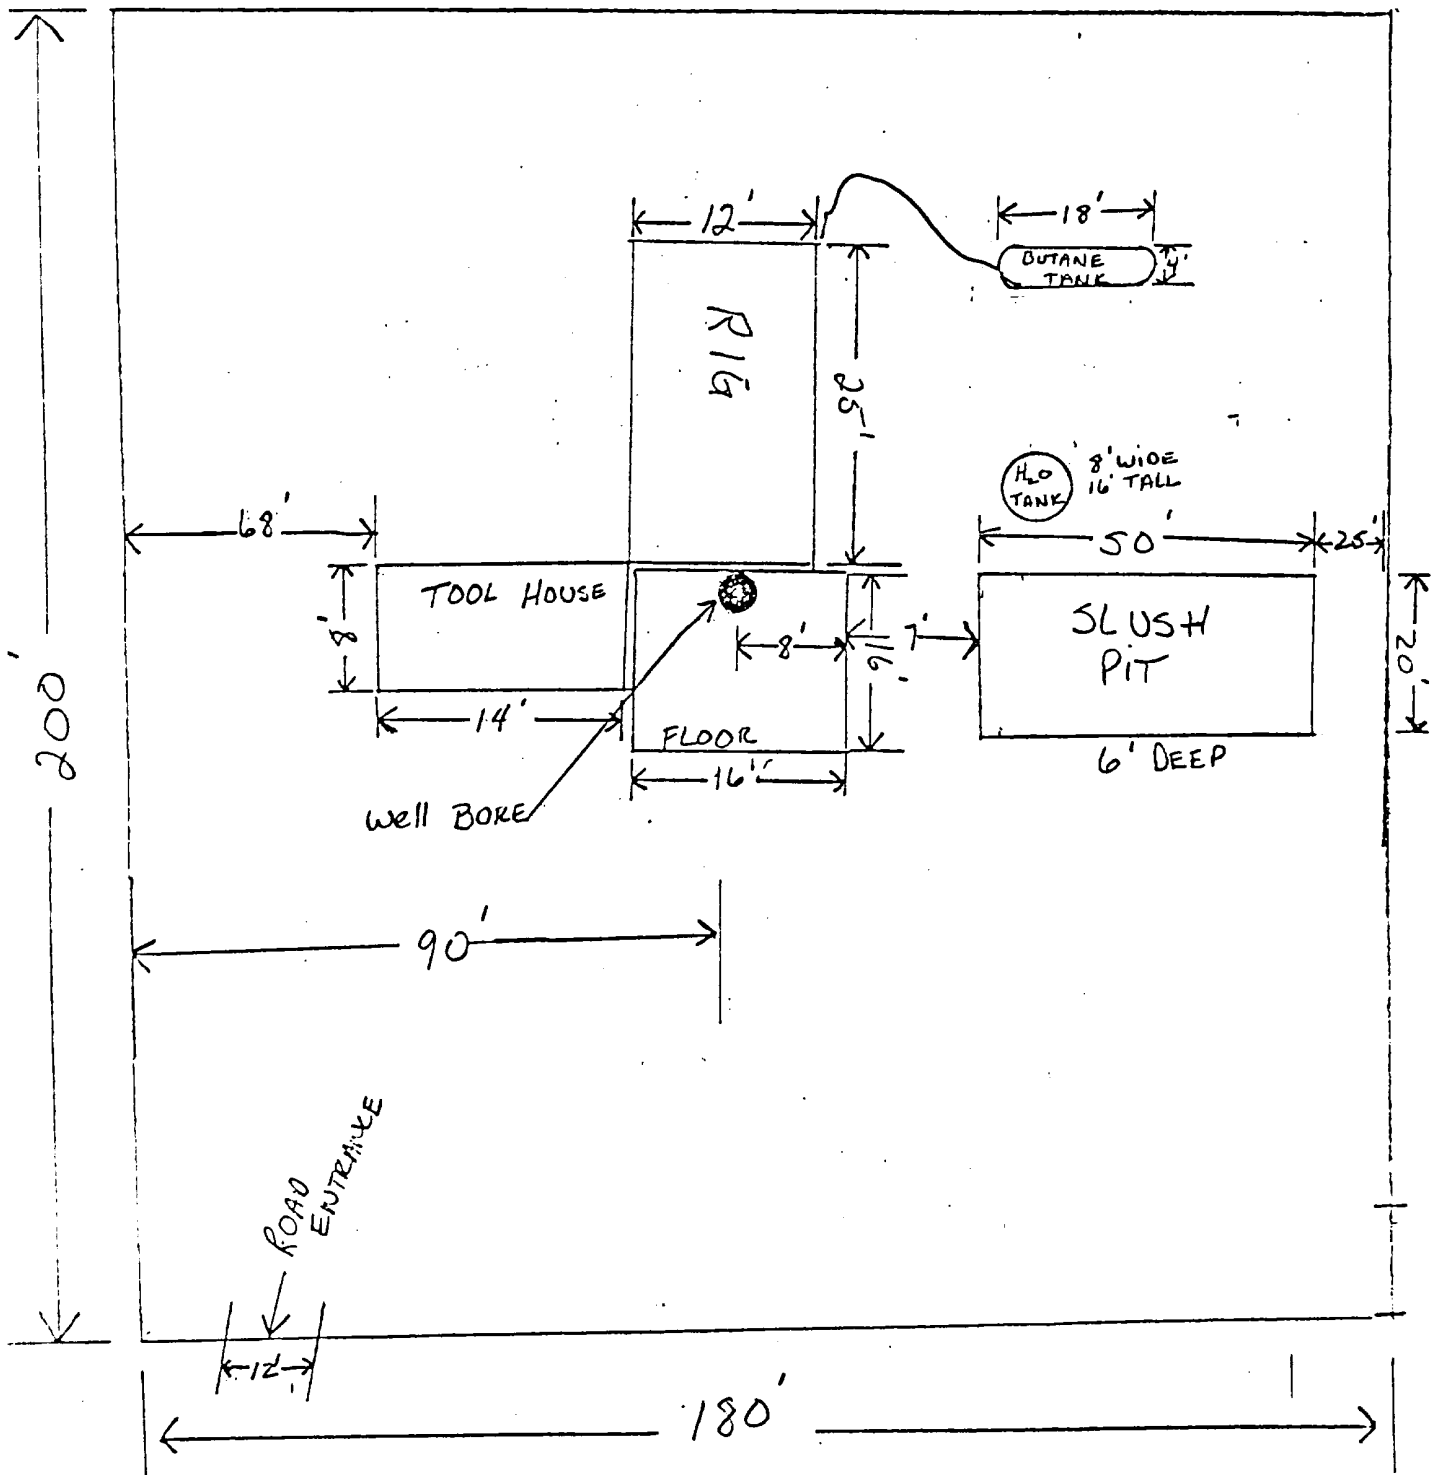 12'
18'
BUTANE
TANK
4'
RIG
25'
H2O
TANK
8' WIDE
16' TALL
68'
50'
25'
TOOL HOUSE
8'
8'
16'
7'
SLUSH
PIT
20'
14'
FLOOR
6' DEEP
16'
Well BORE
200'
90'
ROAD
ENTRANCE
12'
180'